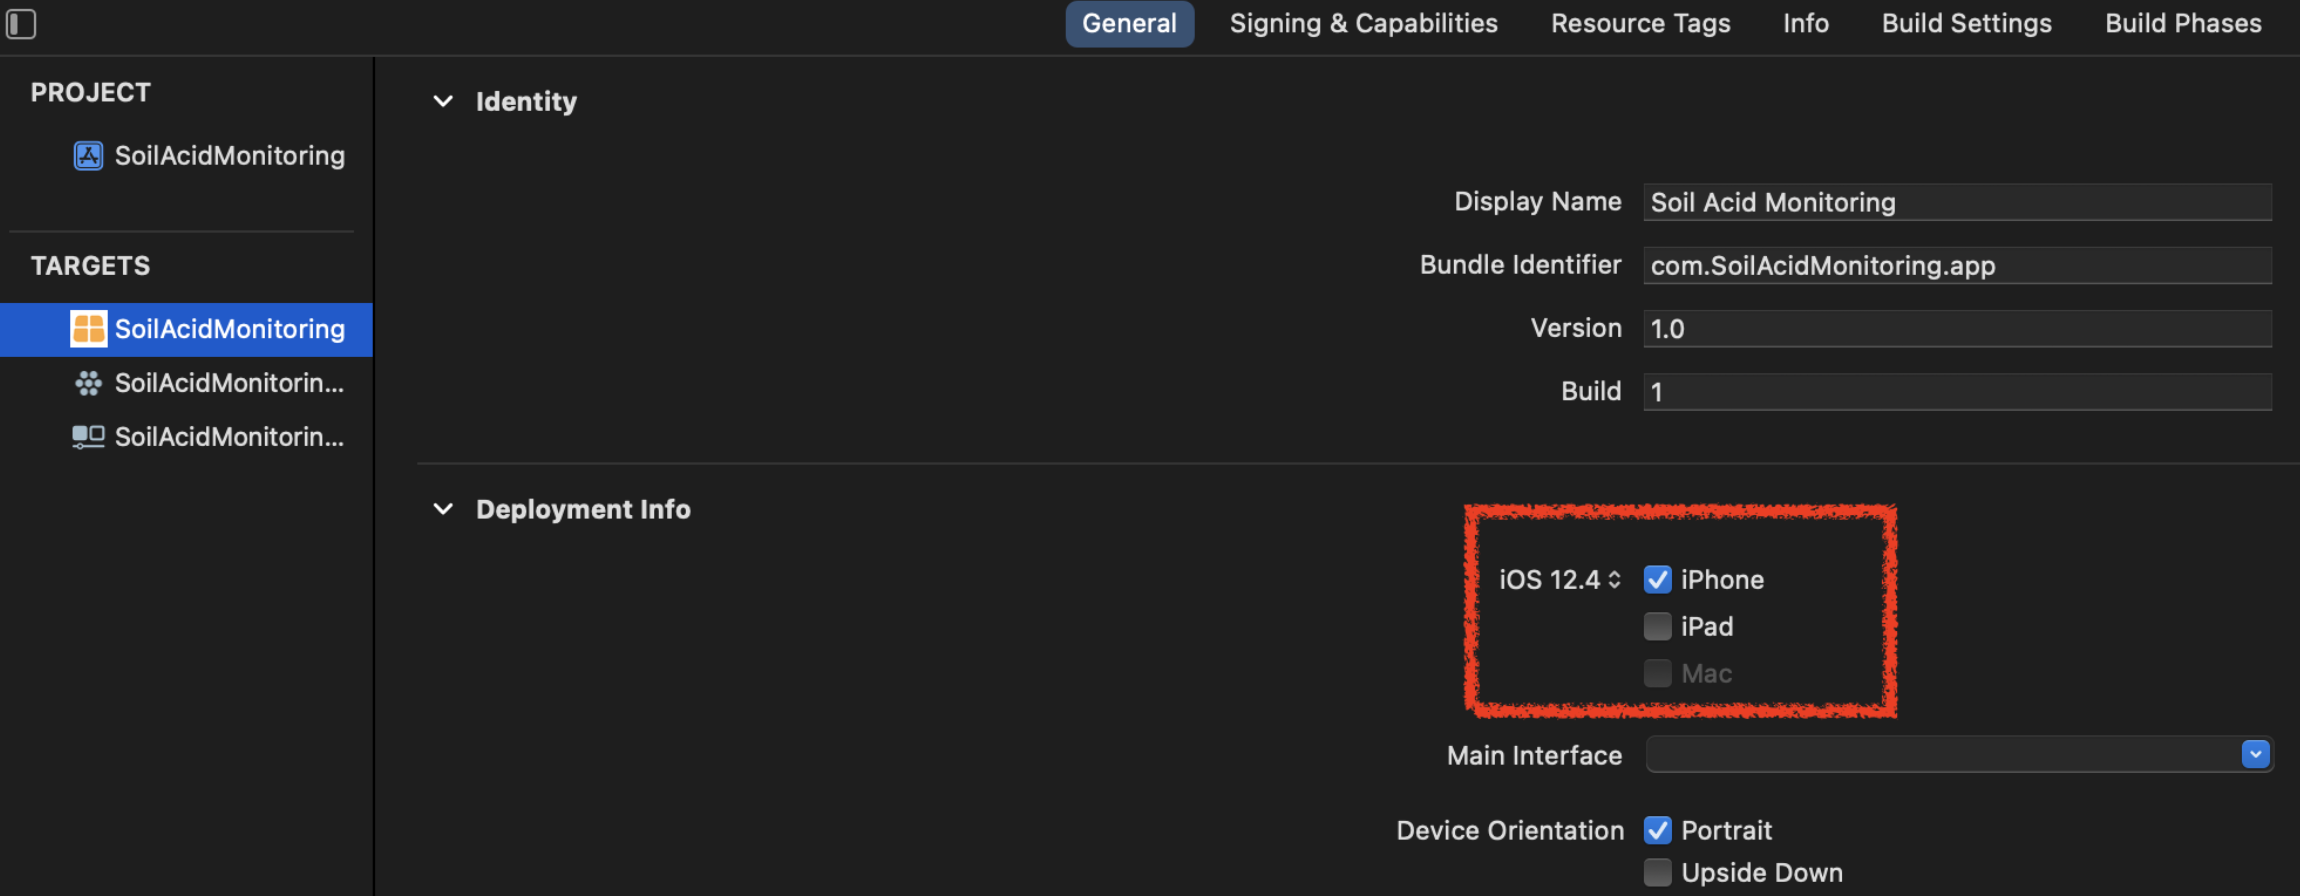 General Signing & Capabilities Resource Tags Info Build Settings Build Phases
PROJECT
SoilAcidMonitoring
TARGETS
SoilAcidMonitoring
SoilAcidMonitorin...
SoilAcidMonitorin...
Identity
Display Name Soil Acid Monitoring
Bundle Identifier com.SoilAcidMonitoring.app
Version 1.0
Build 1
Deployment Info
iOS 12.4 iPhone
iPad
Mac
Main Interface
Device Orientation Portrait
Upside Down